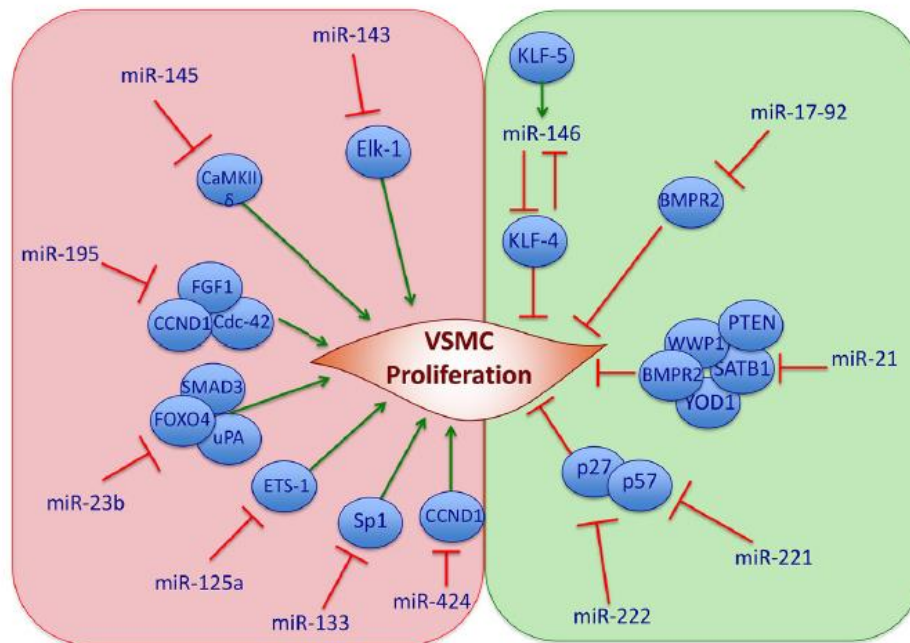 miR-143
miR-145
Elk-1
CaMKII
δ
miR-195
FGF1
CCND1
Cdc-42
SMAD3
FOXO4
uPA
miR-23b
ETS-1
miR-125a
Sp1
miR-133
CCND1
miR-424
VSMC
Proliferation
KLF-5
miR-146
KLF-4
miR-17-92
BMPR2
PTEN
WWP1
SATB1
BMPR2
YOD1
miR-21
p27
p57
miR-221
miR-222